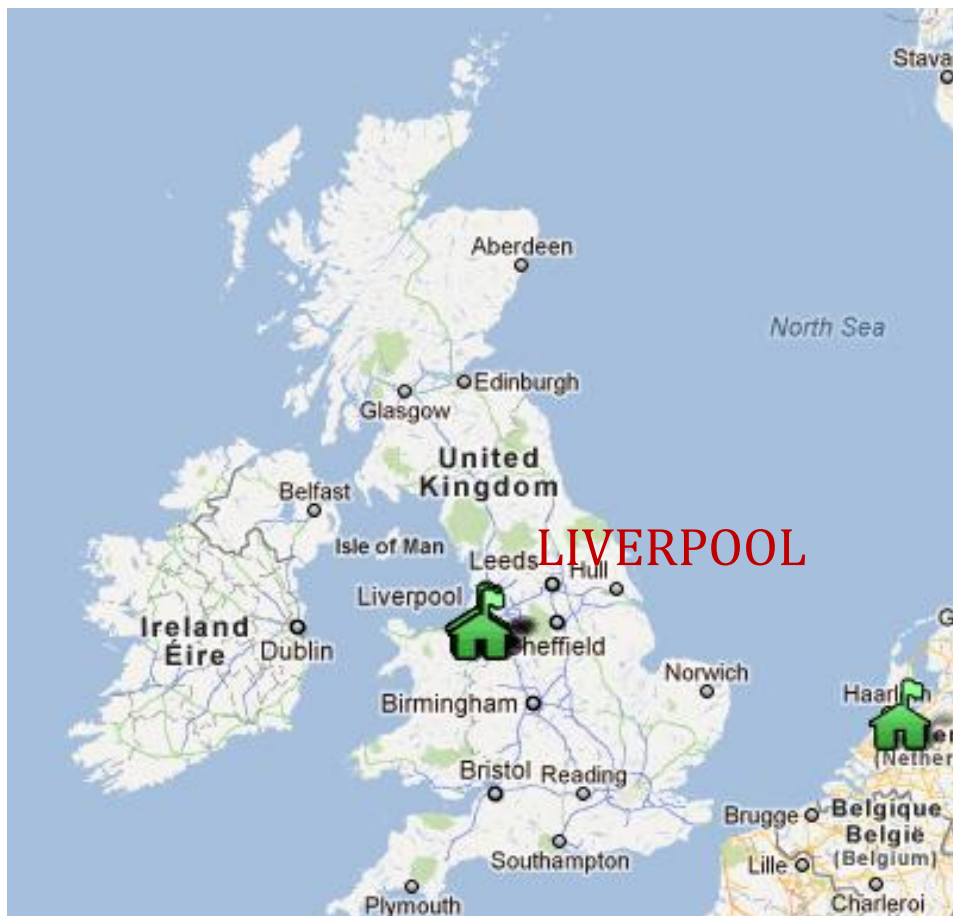 Stava
Aberdeen
North Sea
Edinburgh
Glasgow
United
Kingdom
Belfast
Isle of Man
LIVERPOOL
Leeds
Hull
Liverpool
Ireland
Éire
Dublin
Sheffield
Norwich
Birmingham
Haarl
(Nether
Bristol
Reading
Brugge
Belgique
België
(Belgium)
Southampton
Lille
Plymouth
Charleroi